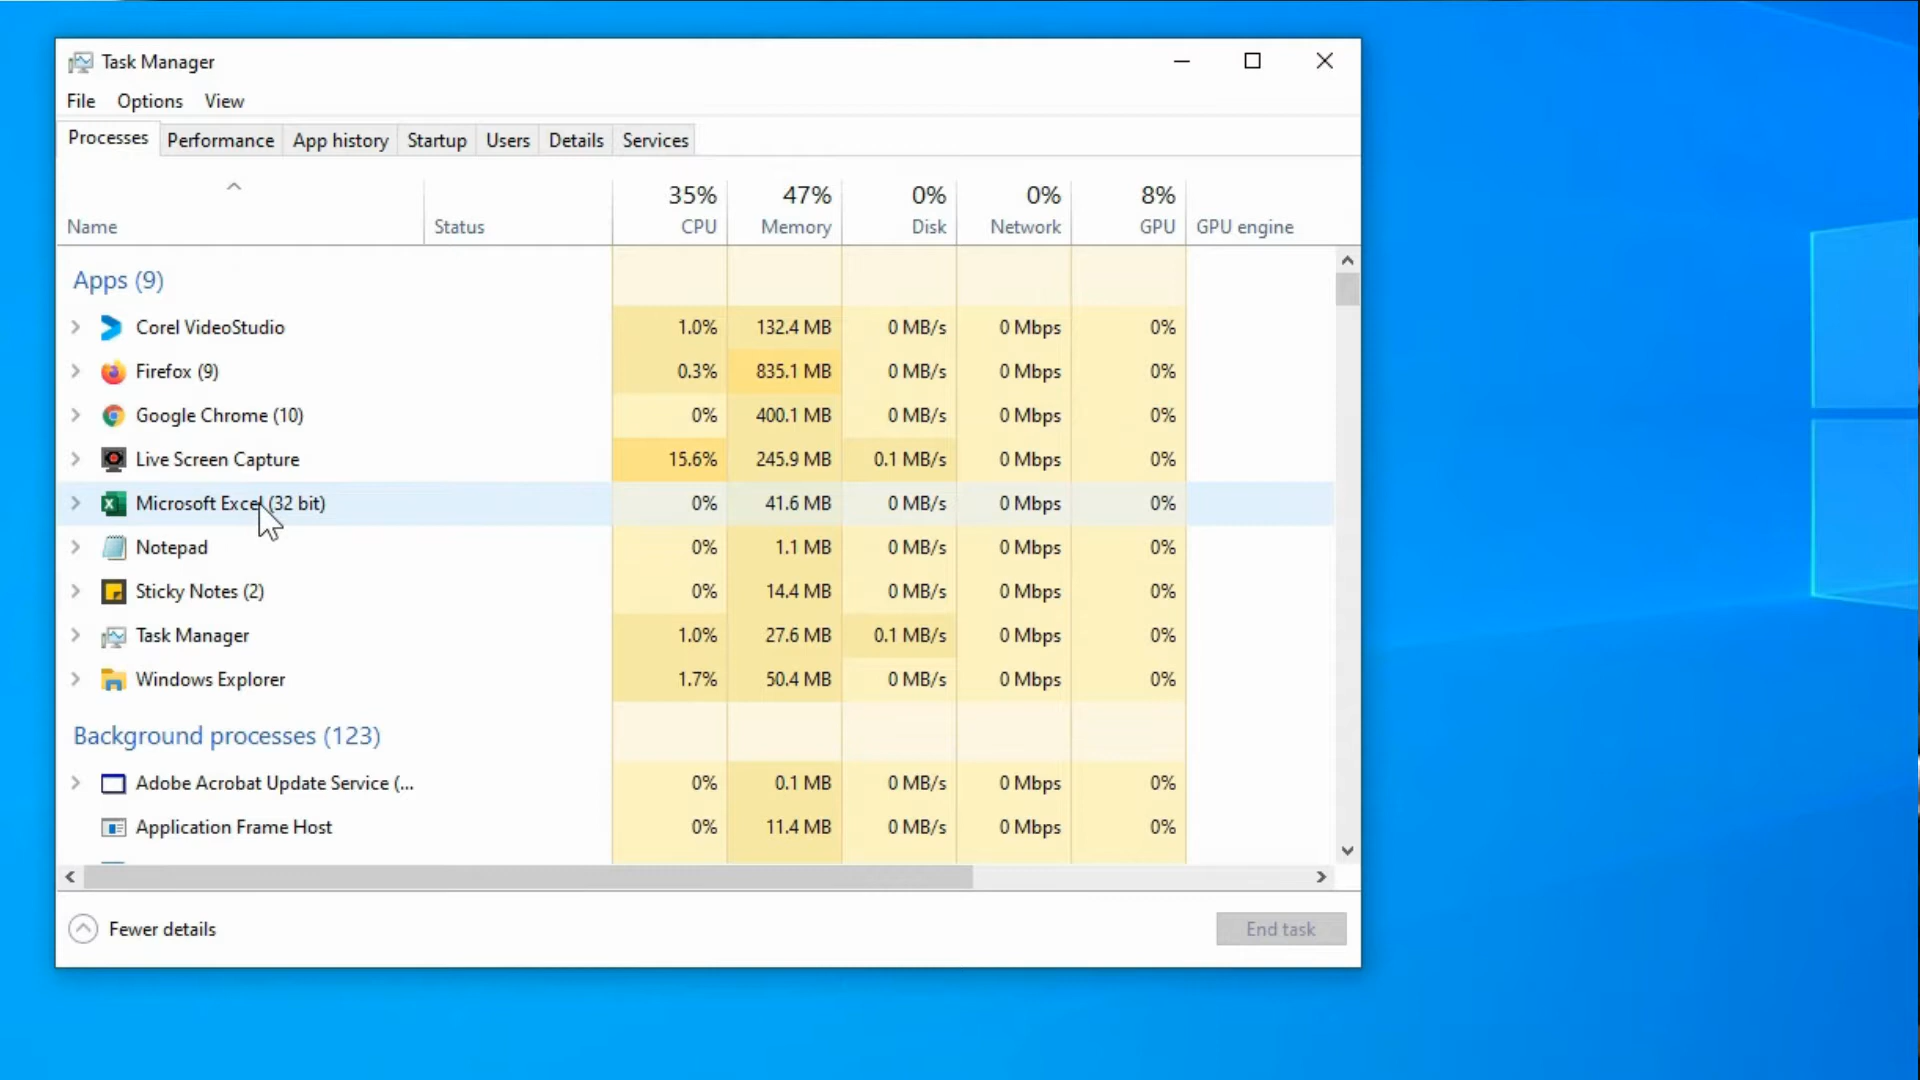 Task Manager
File Options View
Processes Performance App history Startup Users Details Services
35% 47% 0% 0% 8%
Name Status CPU Memory Disk Network GPU GPU engine
Apps (9)
Corel VideoStudio 1.0% 132.4 MB 0 MB/s 0 Mbps 0%
Firefox (9) 0.3% 835.1 MB 0 MB/s 0 Mbps 0%
Google Chrome (10) 0% 400.1 MB 0 MB/s 0 Mbps 0%
Live Screen Capture 15.6% 245.9 MB 0.1 MB/s 0 Mbps 0%
Microsoft Excel (32 bit) 0% 41.6 MB 0 MB/s 0 Mbps 0%
Notepad 0% 1.1 MB 0 MB/s 0 Mbps 0%
Sticky Notes (2) 0% 14.4 MB 0 MB/s 0 Mbps 0%
Task Manager 1.0% 27.6 MB 0.1 MB/s 0 Mbps 0%
Windows Explorer 1.7% 50.4 MB 0 MB/s 0 Mbps 0%
Background processes (123)
Adobe Acrobat Update Service (... 0% 0.1 MB 0 MB/s 0 Mbps 0%
Application Frame Host 0% 11.4 MB 0 MB/s 0 Mbps 0%
Fewer details End task